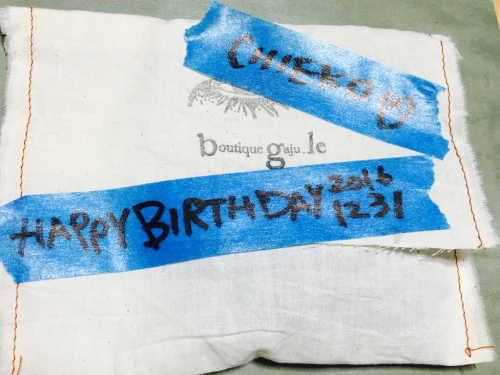 CHIEKO♡
boutique gaju.le
HAPPY BIRTHDAY 2016 1231